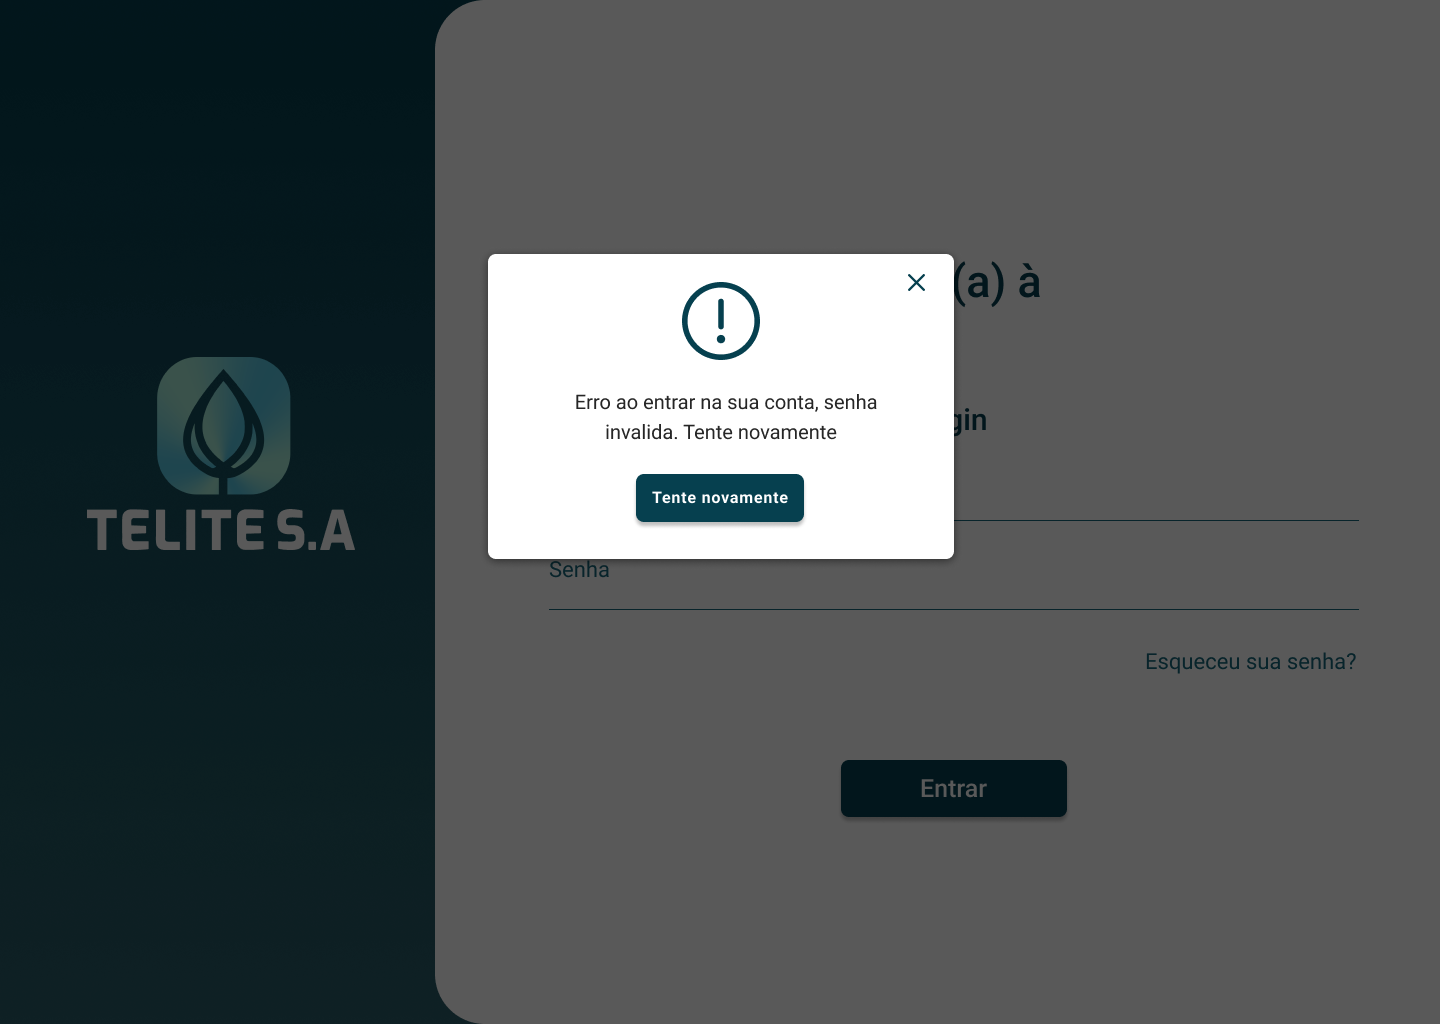 TELITE S.A
(a) à
gin
Erro ao entrar na sua conta, senha
invalida. Tente novamente
Tente novamente
Senha
Esqueceu sua senha?
Entrar